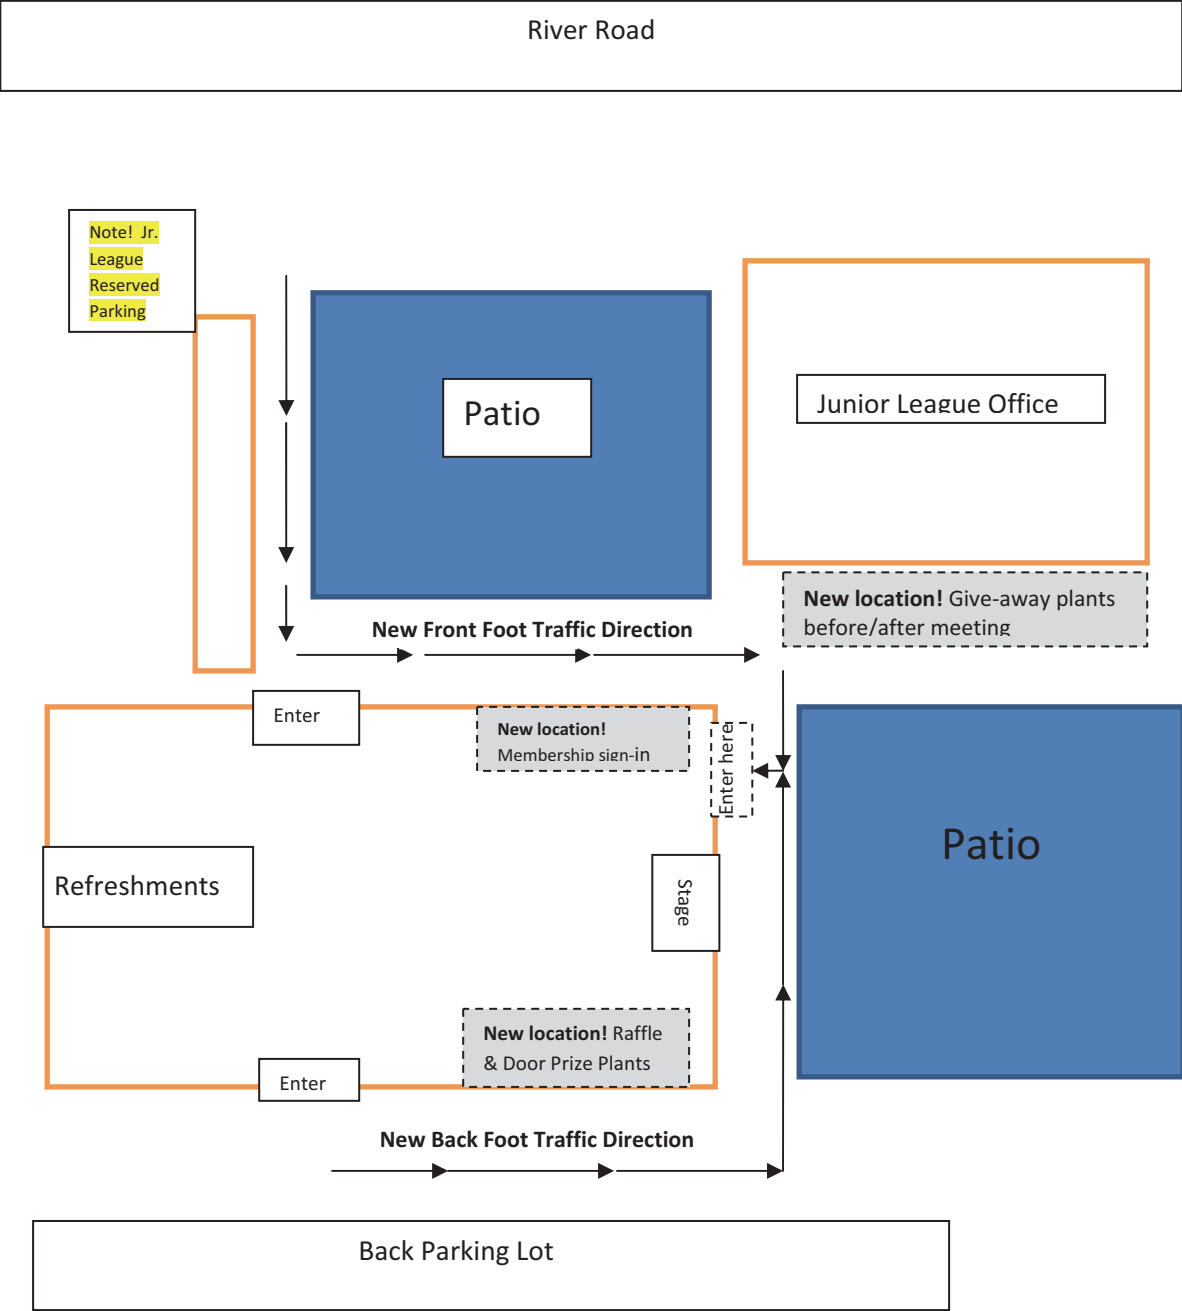 River Road
Note! Jr.
League
Reserved
Parking
Patio
Junior League Office
New location! Give-away plants
before/after meeting
New Front Foot Traffic Direction
Enter
New location!
Membership sign-in
Enter here
Patio
Refreshments
Stage
New location! Raffle
& Door Prize Plants
Enter
New Back Foot Traffic Direction
Back Parking Lot